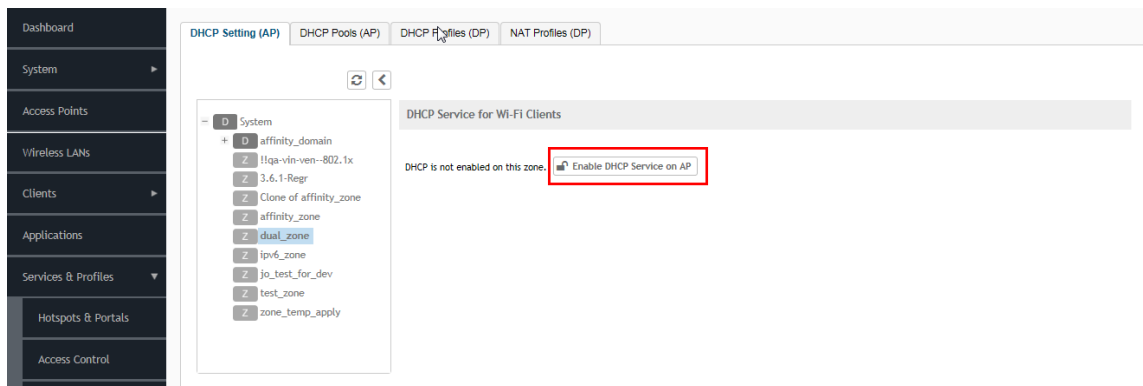 Dashboard
System
Access Points
Wireless LANs
Clients
Applications
Services & Profiles
Hotspots & Portals
Access Control
DHCP Setting (AP)
DHCP Pools (AP)
DHCP Profiles (DP)
NAT Profiles (DP)
D System
D affinity_domain
Z !!qa-vin-ven--802.1x
Z 3.6.1-Regr
Z Clone of affinity_zone
Z affinity_zone
Z dual_zone
Z ipv6_zone
Z jo_test_for_dev
Z test_zone
Z zone_temp_apply
DHCP Service for Wi-Fi Clients
DHCP is not enabled on this zone. Enable DHCP Service on AP